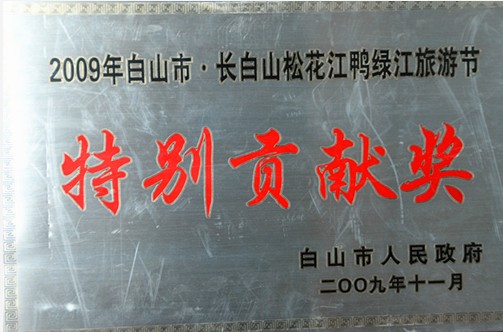 2009年白山市·长白山松花江鸭绿江旅游节
特别贡献奖
白山市人民政府
二〇〇九年十一月